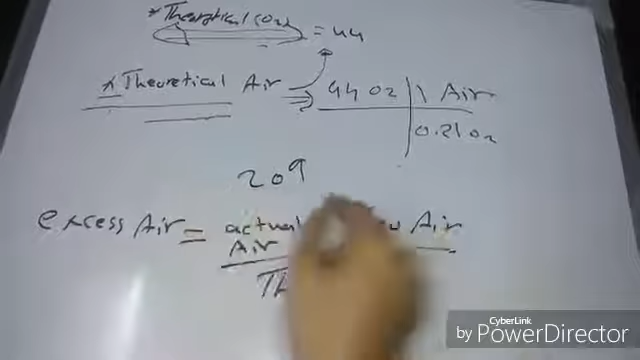 * Theoretical (O2) = 44
* Theoretical Air ⇒ 44 O2 | 1 Air
0.21 O2
209
excess Air = actual Air
Air
Th
CyberLink
by PowerDirector